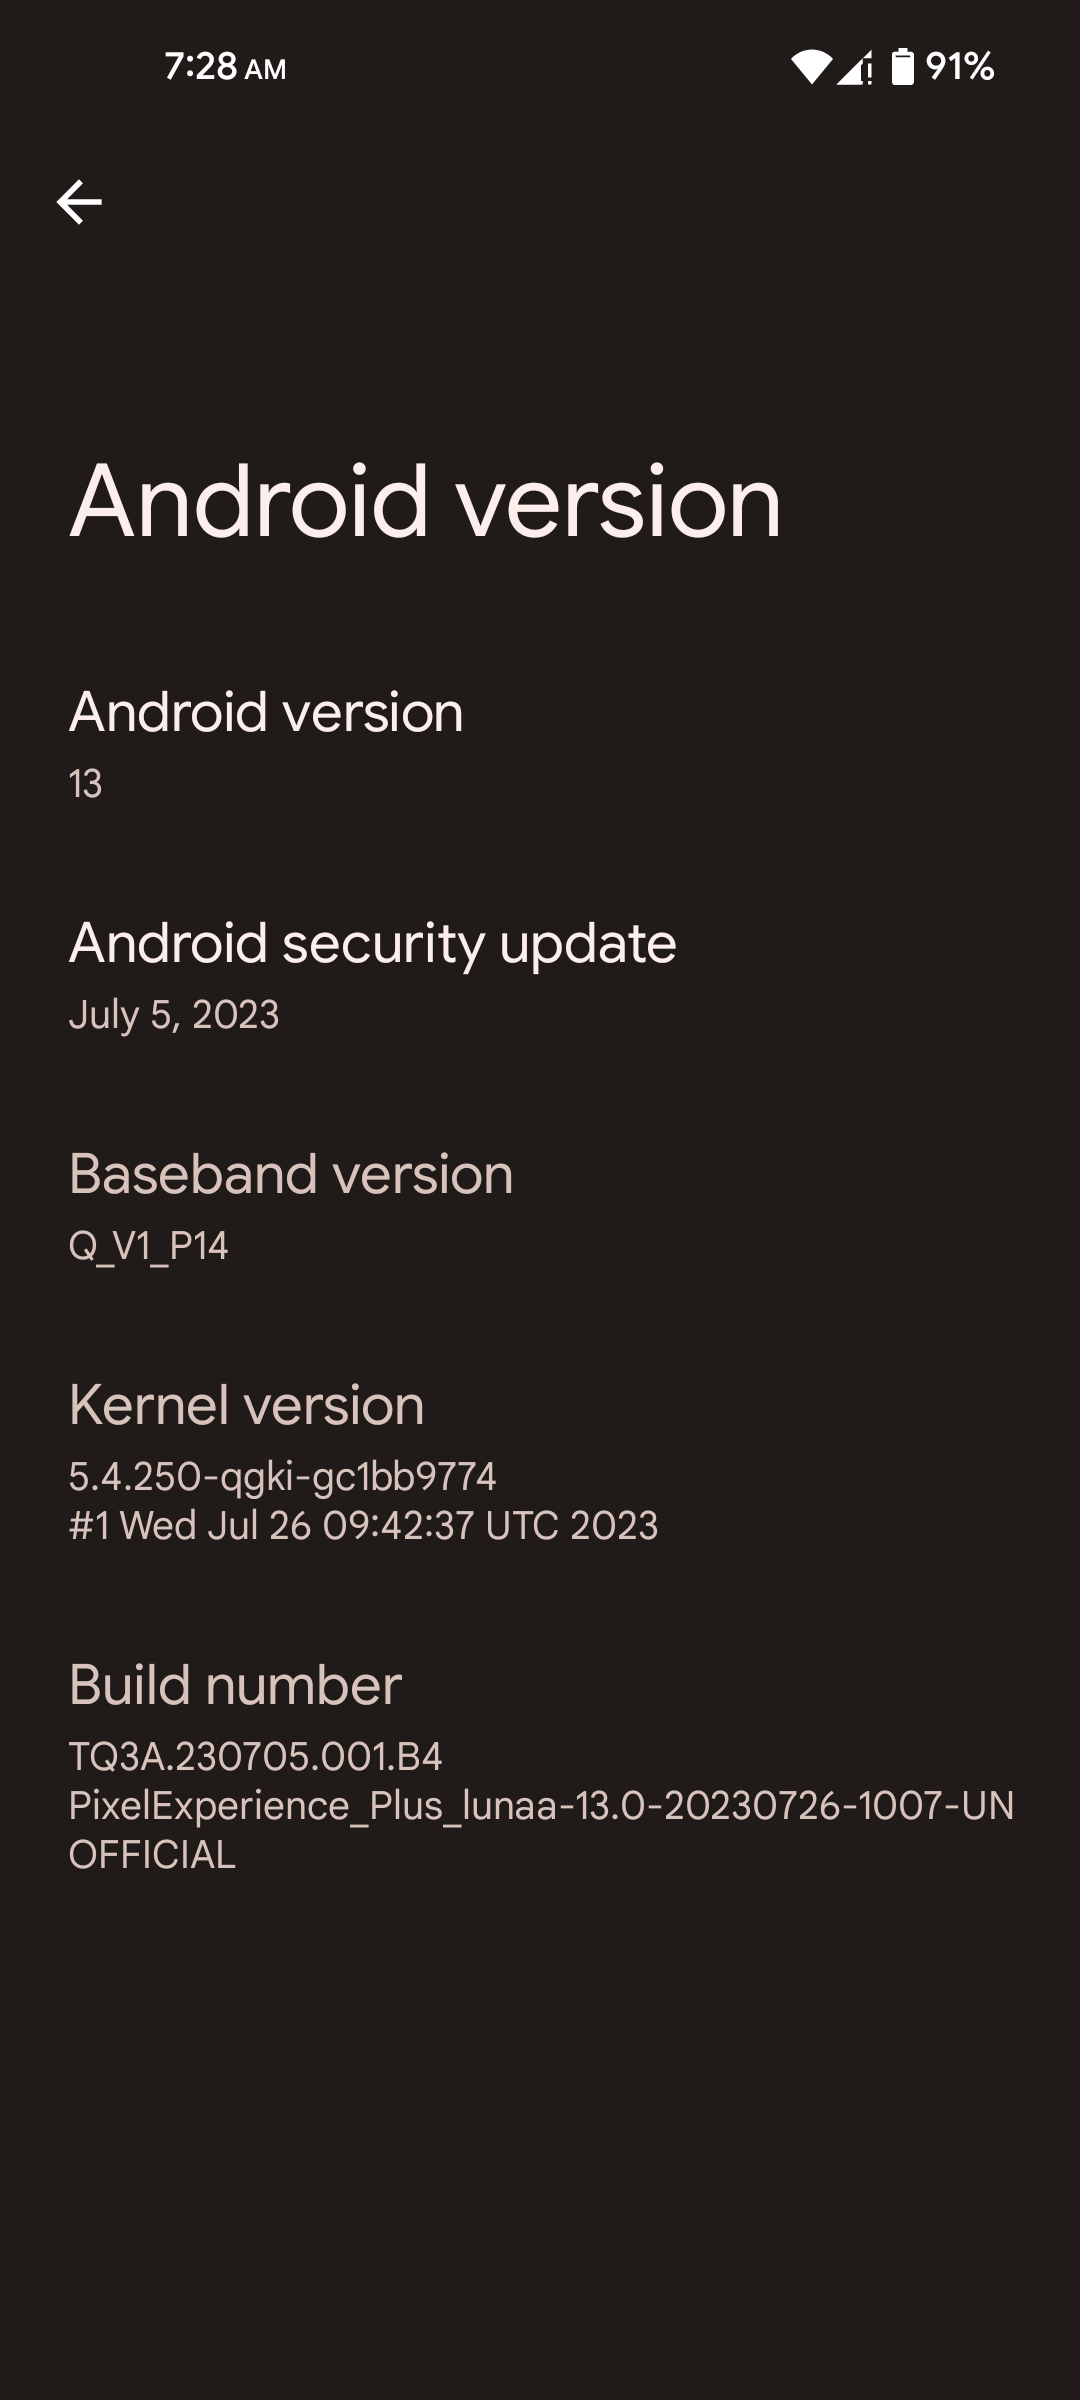 7:28 AM
91%
Android version
Android version
13
Android security update
July 5, 2023
Baseband version
Q_V1_P14
Kernel version
5.4.250-qgki-gc1bb9774
#1 Wed Jul 26 09:42:37 UTC 2023
Build number
TQ3A.230705.001.B4
PixelExperience_Plus_lunaa-13.0-20230726-1007-UN
OFFICIAL